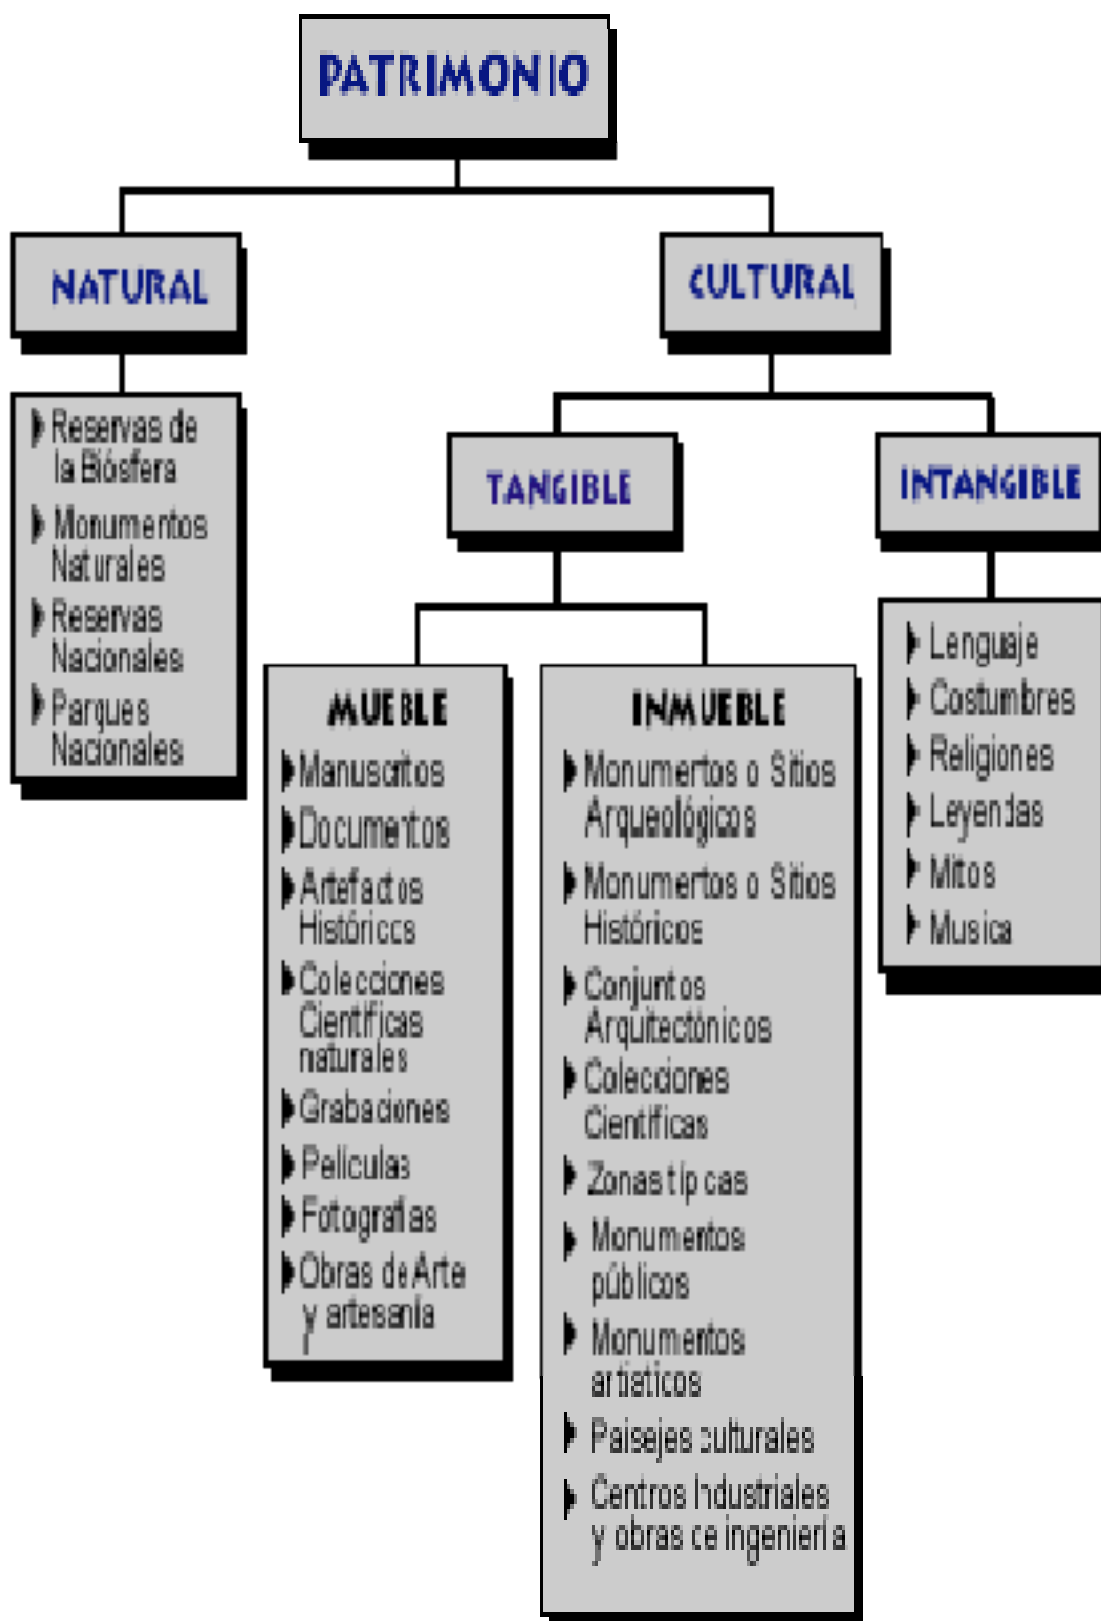 PATRIMONIO
NATURAL
Reservas de
la Biósfera
Monumentos
Naturales
Reservas
Nacionales
Parques
Nacionales
CULTURAL
TANGIBLE
MUEBLE
Manuscritos
Documentos
Artefactos
Históricos
Colecciones
Científicas
naturales
Grabaciones
Películas
Fotografías
Obras de Arte
y artesanía
INMUEBLE
Monumertos o Sitios
Arqueológicos
Monumertos o Sitios
Históricos
Conjuntos
Arquitectónicos
Colecciones
Científicas
Zonas típicas
Monumentos
públicos
Monumentos
artísticos
Paisejes culturales
Centros Industriales
y obras de ingeniería
INTANGIBLE
Lenguaje
Costumbres
Religiones
Leyendas
Mitos
Musica